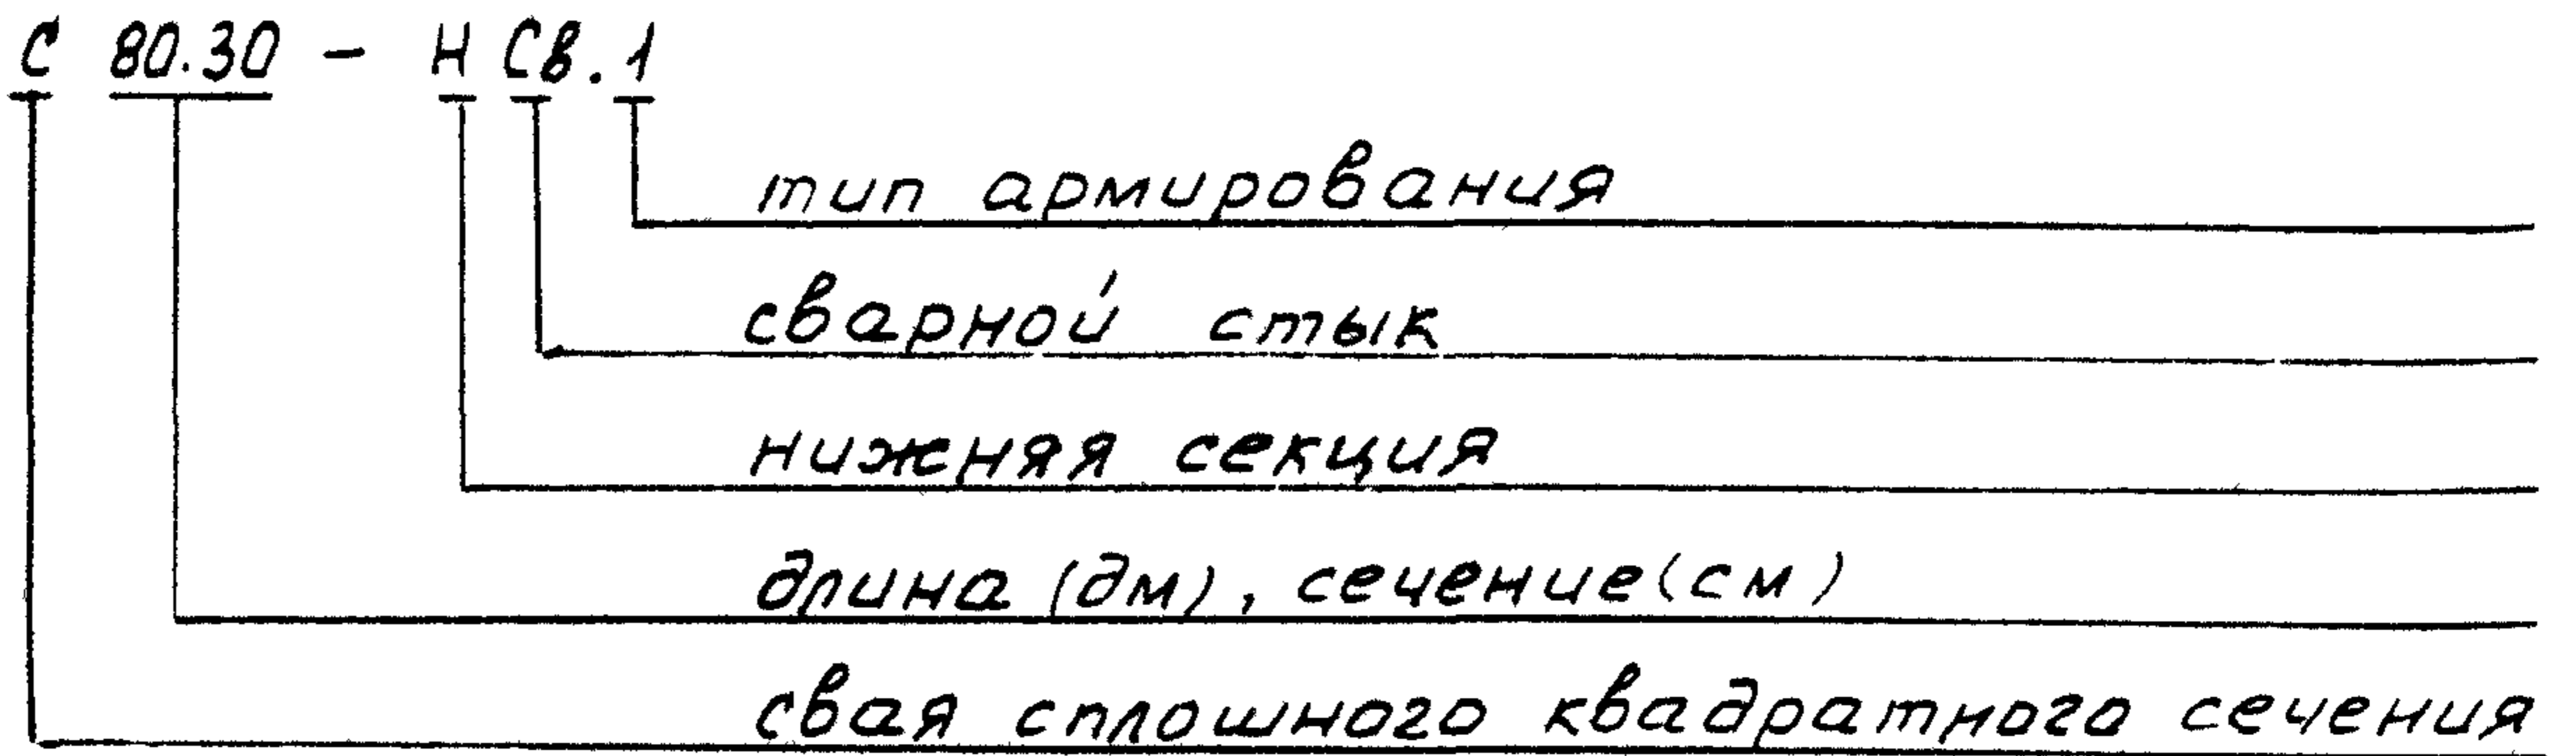 С 80.30 - Н Св. 1
тип армирования
сварной стык
нижняя секция
длина (дм), сечение (см)
свая сплошного квадратного сечения